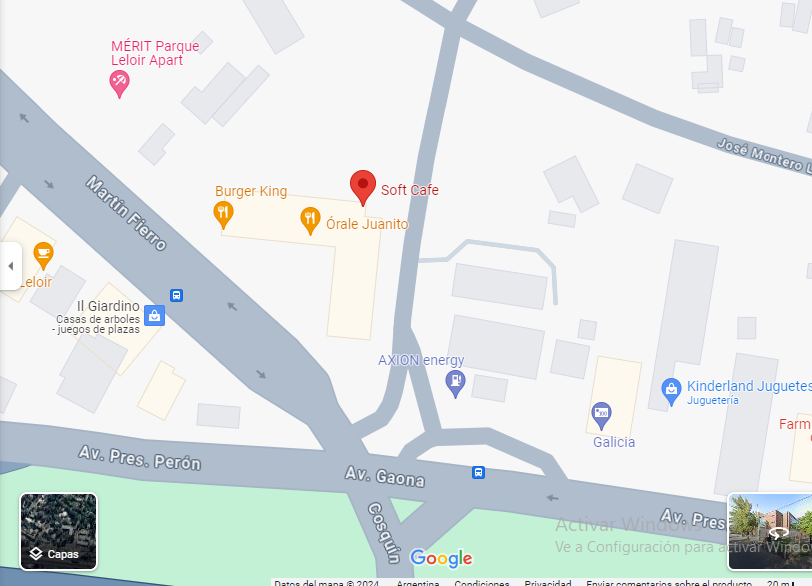 MÉRIT Parque
Leloir Apart
José Montero L
Martín Fierro
Burger King
Soft Cafe
Órale Juanito
Leloir
Il Giardino
Casas de arboles
- juegos de plazas
AXION energy
Kinderland Juguetes
Juguetería
Galicia
Farm
Av. Pres. Perón
Av. Gaona
Cosquín
Av. Pres
Activar Windows
Ve a Configuración para activar Windo
Capas
Google
Datos del mapa © 2024 Argentina Condiciones Privacidad Enviar comentarios sobre el producto 20 m